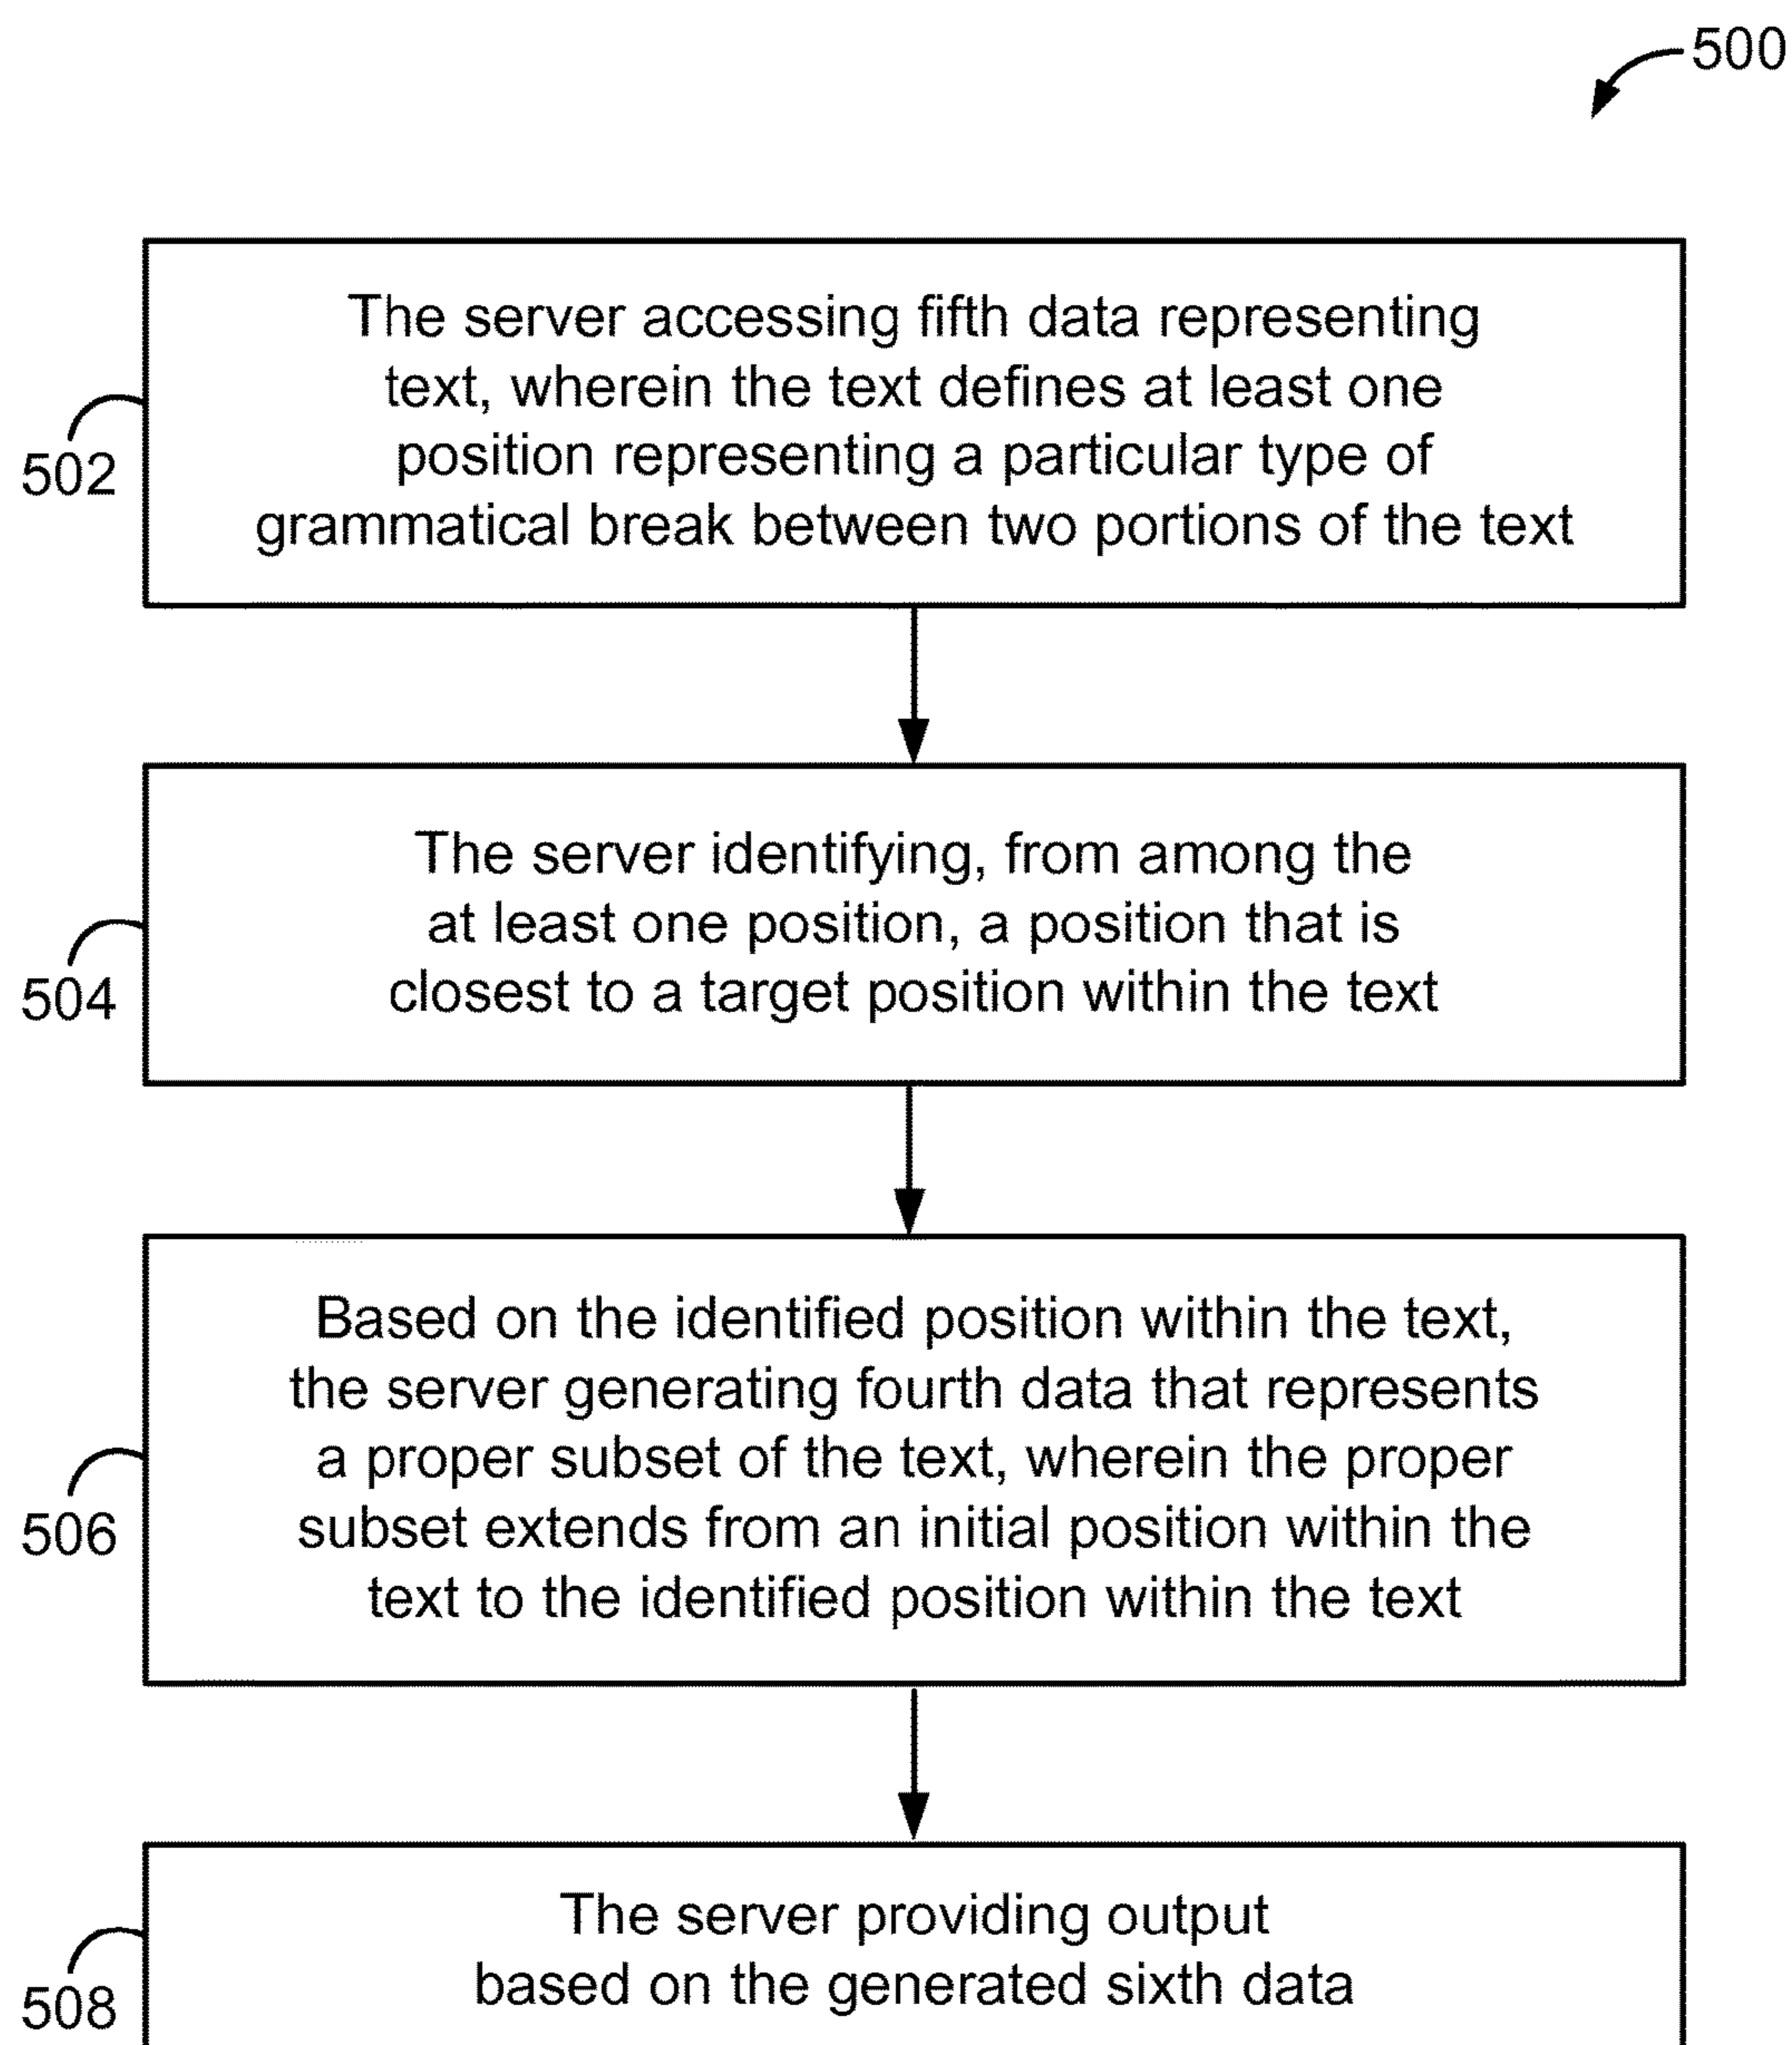 500
The server accessing fifth data representing
text, wherein the text defines at least one
position representing a particular type of
grammatical break between two portions of the text
502
The server identifying, from among the
at least one position, a position that is
closest to a target position within the text
504
Based on the identified position within the text,
the server generating fourth data that represents
a proper subset of the text, wherein the proper
subset extends from an initial position within the
text to the identified position within the text
506
The server providing output
based on the generated sixth data
508